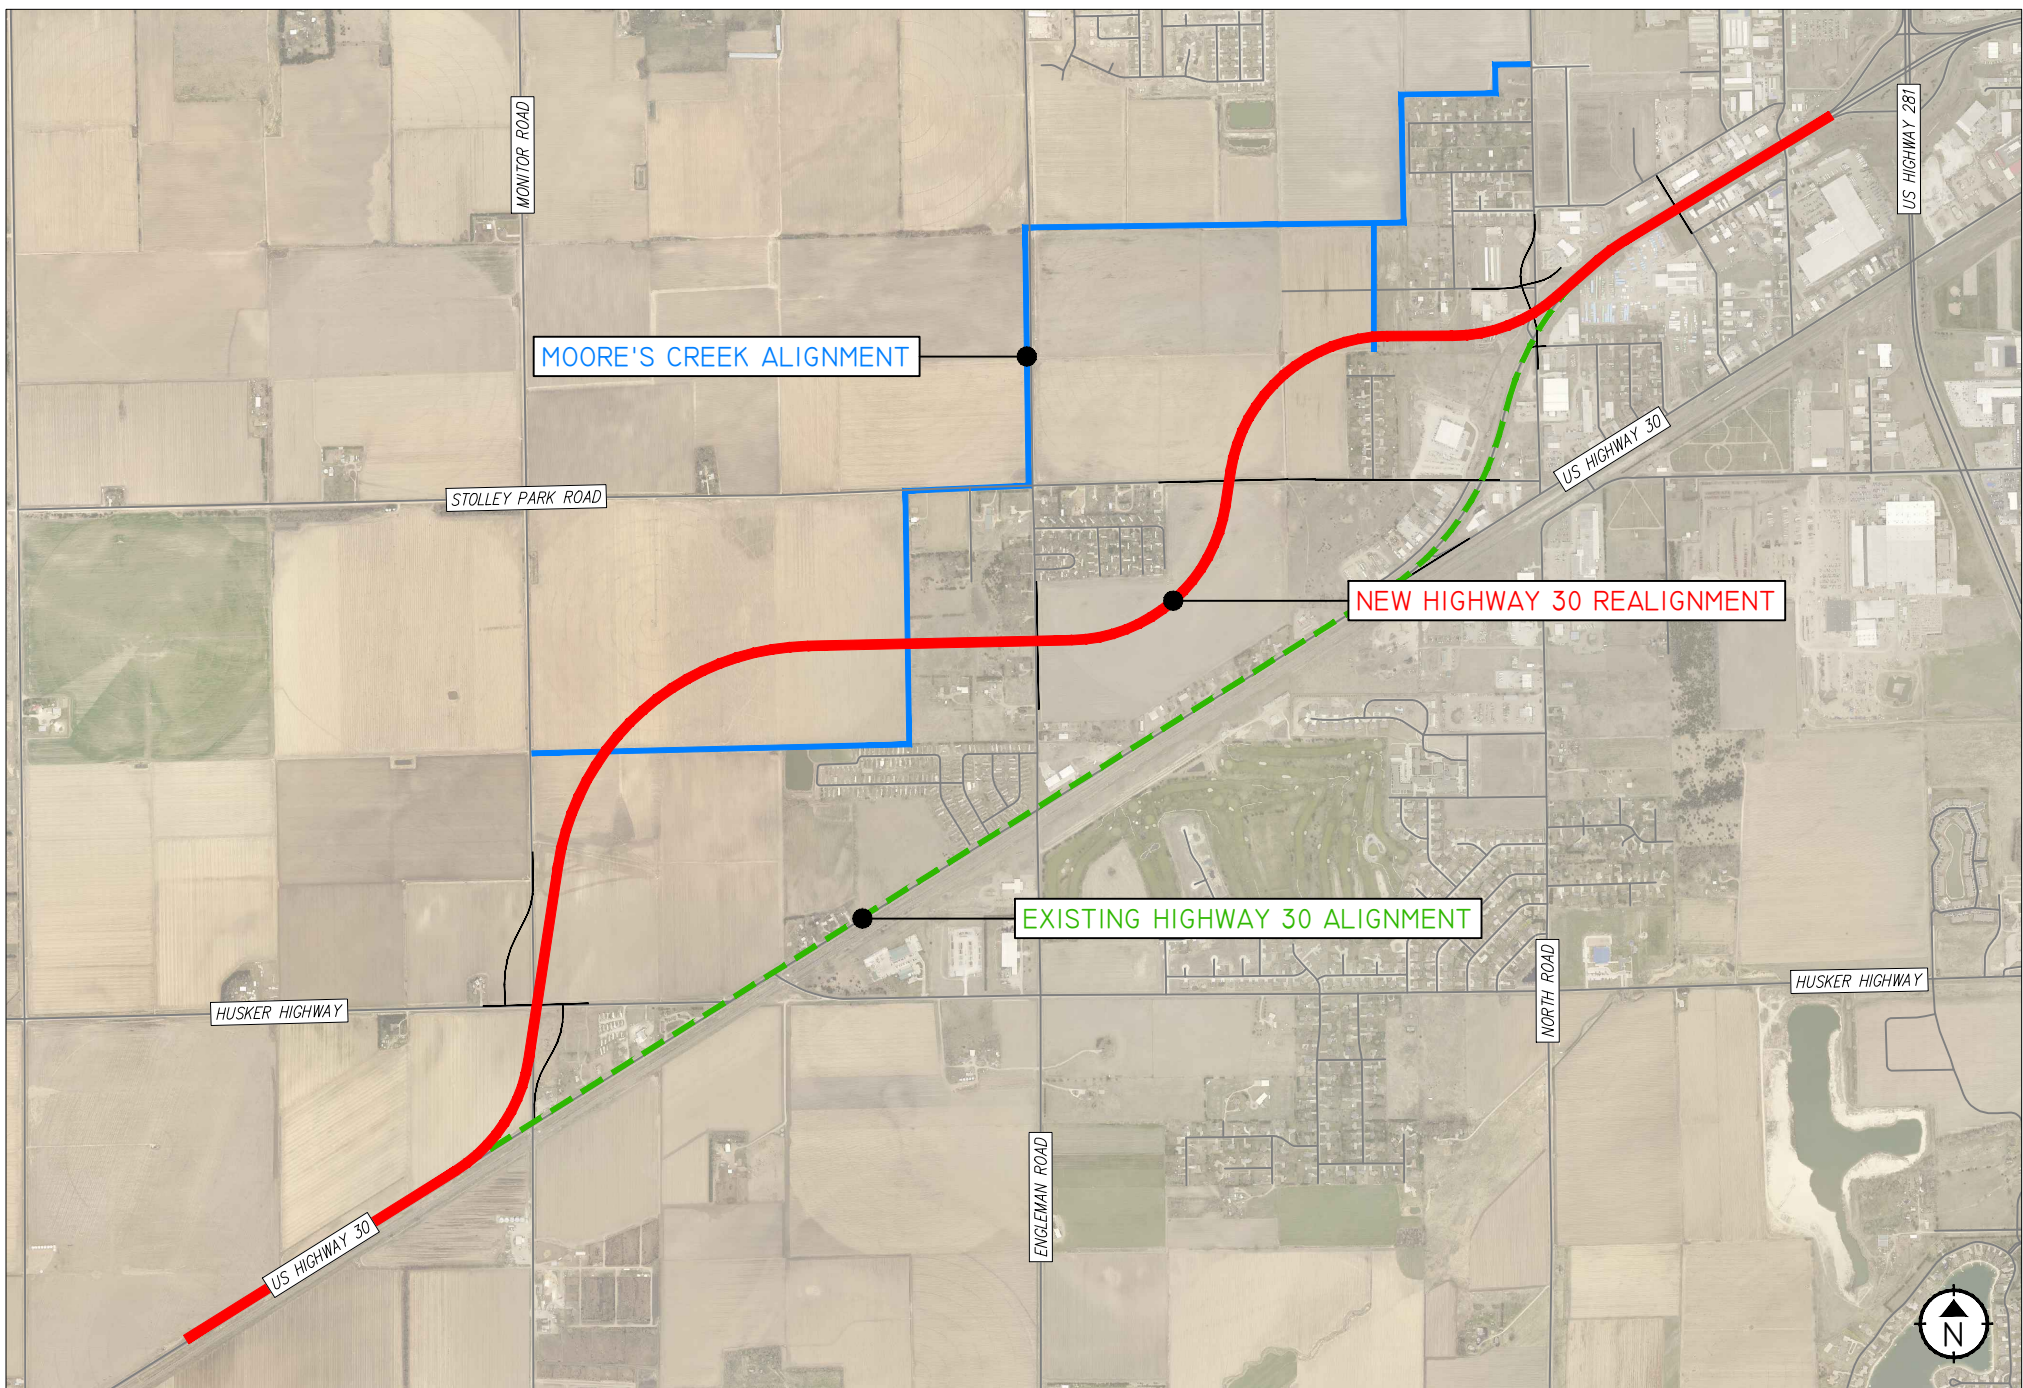 US HIGHWAY 281
MONITOR ROAD
MOORE'S CREEK ALIGNMENT
US HIGHWAY 30
STOLLEY PARK ROAD
NEW HIGHWAY 30 REALIGNMENT
EXISTING HIGHWAY 30 ALIGNMENT
HUSKER HIGHWAY
NORTH ROAD
HUSKER HIGHWAY
ENGLEMAN ROAD
US HIGHWAY 30
N